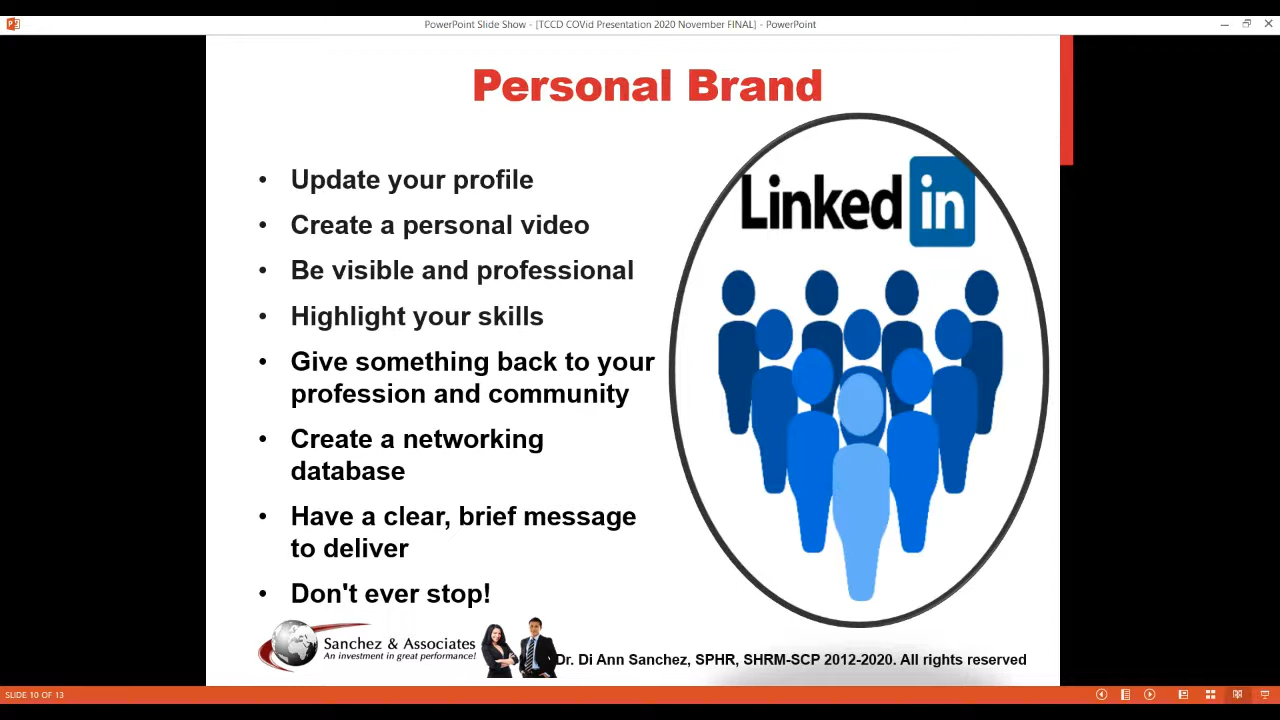 PowerPoint Slide Show - [TCCD COVid Presentation 2020 November FINAL] - PowerPoint
Personal Brand
• Update your profile
• Create a personal video
• Be visible and professional
• Highlight your skills
• Give something back to your
profession and community
• Create a networking
database
• Have a clear, brief message
to deliver
• Don't ever stop!
Linked in
Sanchez & Associates
An investment in great performance!
Dr. Di Ann Sanchez, SPHR, SHRM-SCP 2012-2020. All rights reserved
SLIDE 10 OF 13